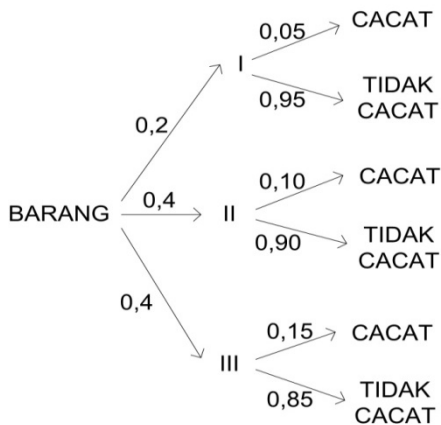 0,05
CACAT
I
0,95
TIDAK
CACAT
0,2
0,10
CACAT
BARANG
0,4
II
0,90
TIDAK
CACAT
0,4
0,15
CACAT
III
0,85
TIDAK
CACAT